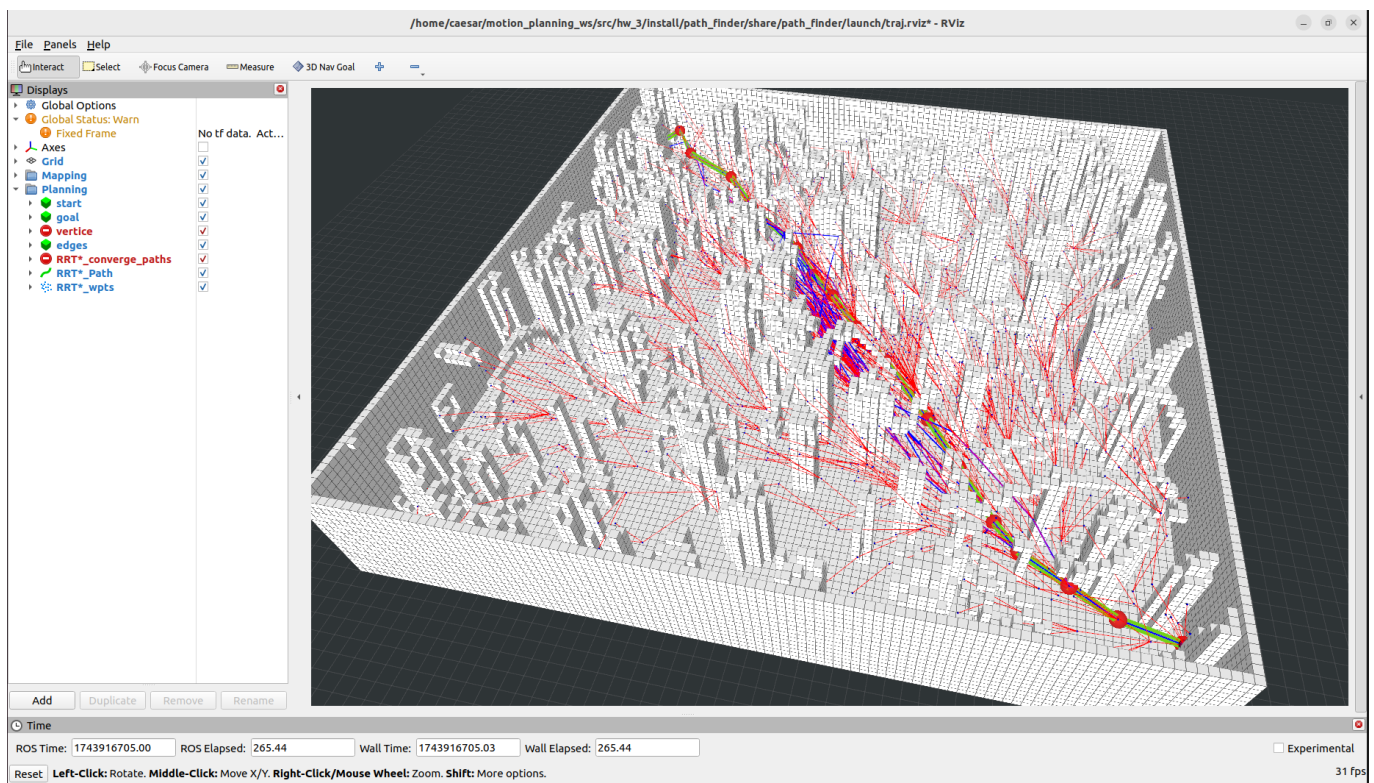 /home/caesar/motion_planning_ws/src/hw_3/install/path_finder/share/path_finder/launch/traj.rviz* - RViz
File Panels Help
Interact Select Focus Camera Measure 3D Nav Goal
Displays
Global Options
Global Status: Warn
Fixed Frame No tf data. Act...
Axes
Grid
Mapping
Planning
start
goal
vertice
edges
RRT*_converge_paths
RRT*_Path
RRT*_wpts
Add Duplicate Remove Rename
Time
ROS Time: 1743916705.00 ROS Elapsed: 265.44 Wall Time: 1743916705.03 Wall Elapsed: 265.44 Experimental
Reset Left-Click: Rotate. Middle-Click: Move X/Y. Right-Click/Mouse Wheel: Zoom. Shift: More options. 31 fps